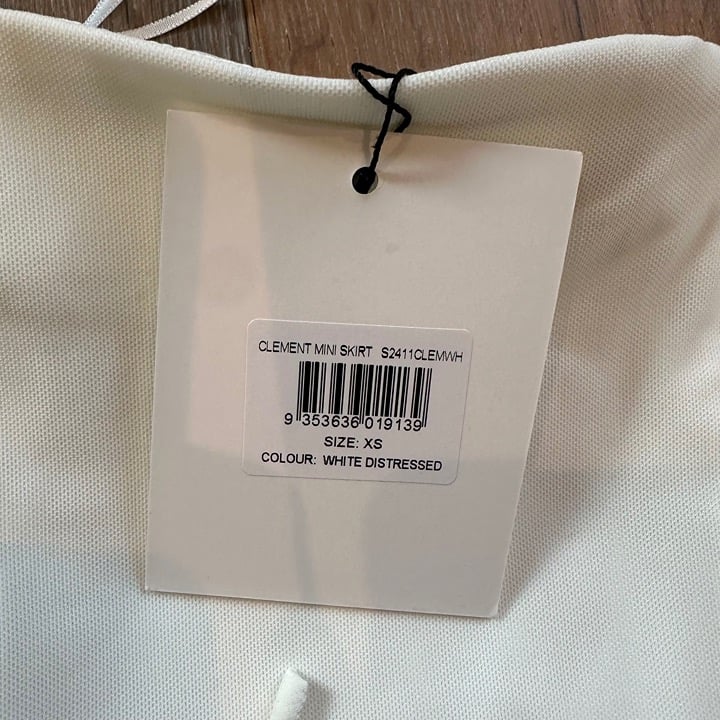 CLEMENT MINI SKIRT S2411CLEMWH
9 353636 019139
SIZE: XS
COLOUR: WHITE DISTRESSED